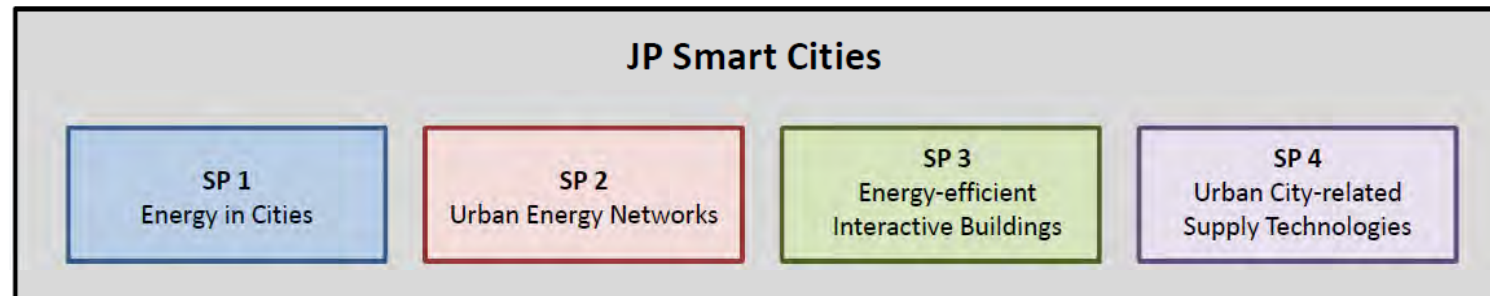 JP Smart Cities
SP 1
Energy in Cities
SP 2
Urban Energy Networks
SP 3
Energy-efficient
Interactive Buildings
SP 4
Urban City-related
Supply Technologies